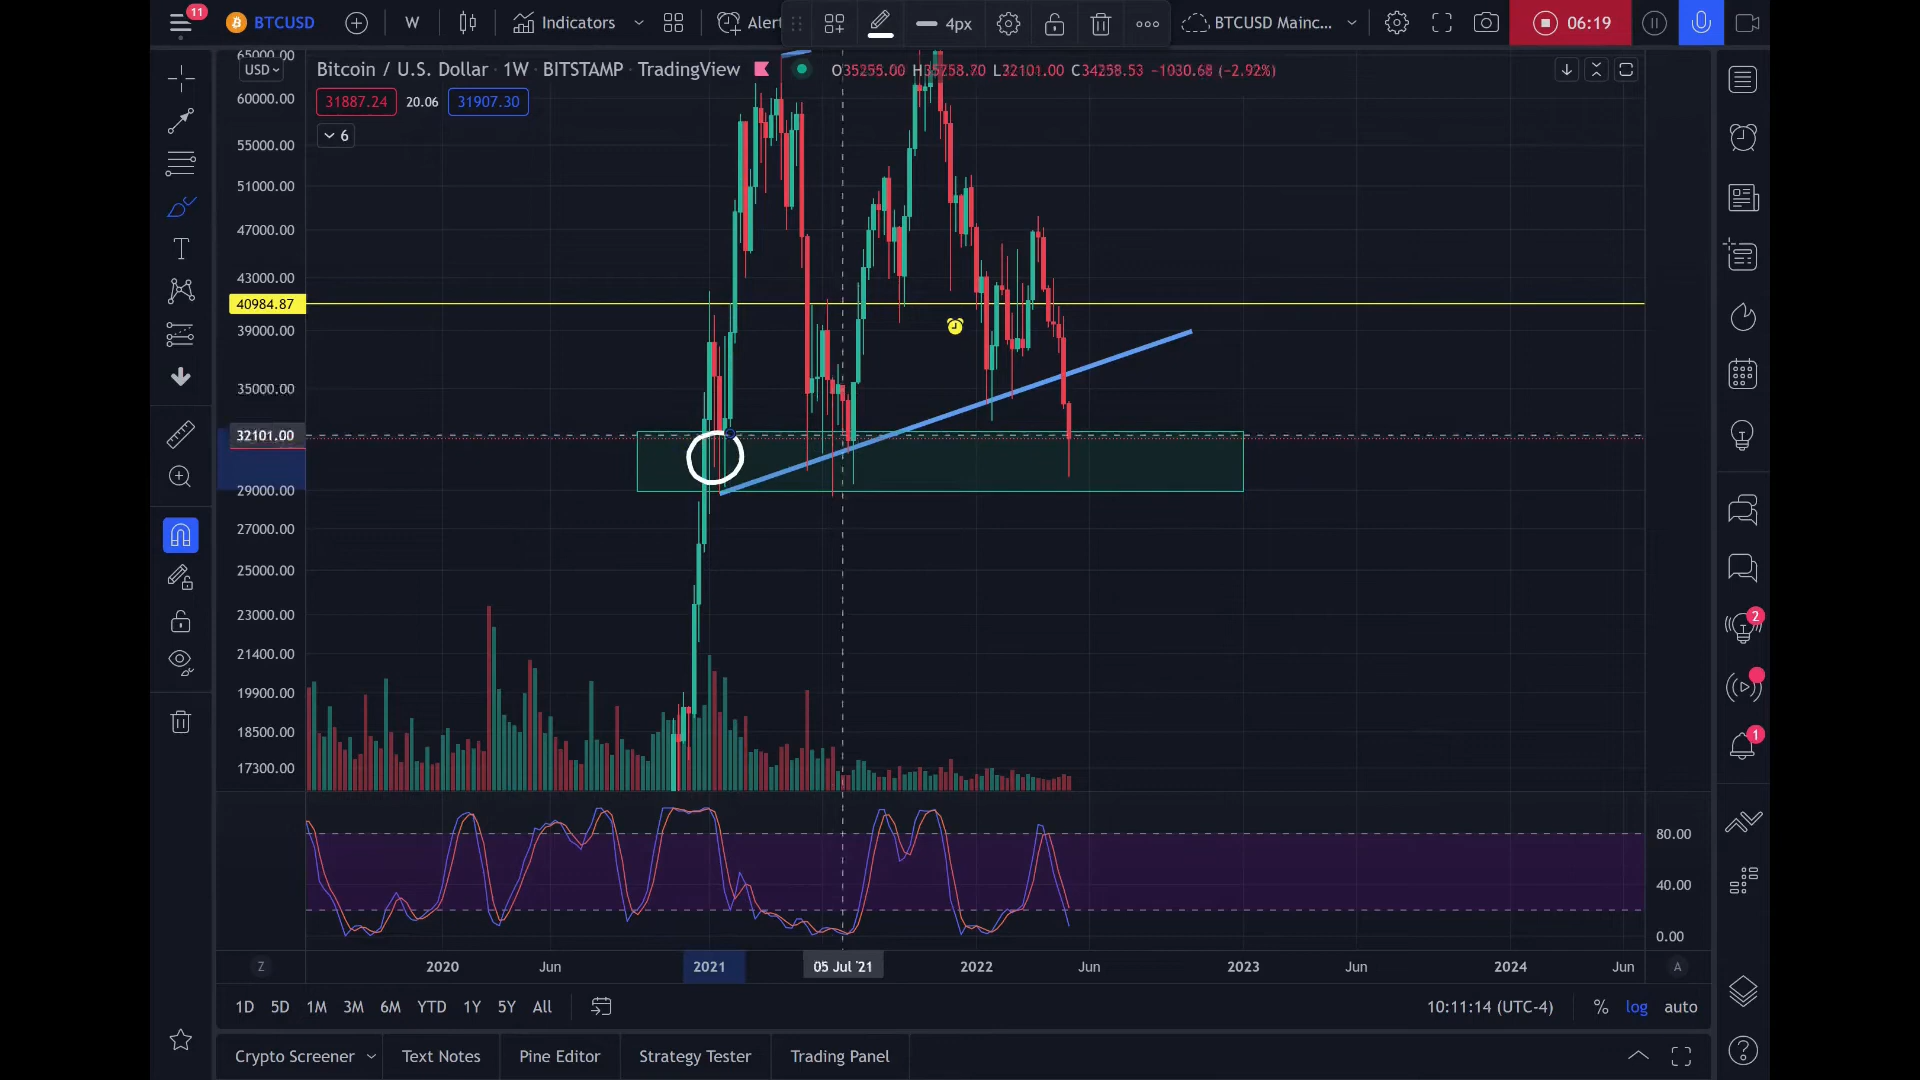 11
BTCUSD
W
Indicators
Alert
4px
BTCUSD Mainc...
06:19
65000.00
USD
Bitcoin / U.S. Dollar · 1W · BITSTAMP · TradingView
O35255.00 H35258.70 L32101.00 C34258.53 −1030.68 (−2.92%)
31887.24 20.06 31907.30
6
60000.00
55000.00
51000.00
47000.00
43000.00
40984.87
39000.00
35000.00
32101.00
29000.00
27000.00
25000.00
23000.00
21400.00
19900.00
18500.00
17300.00
80.00
40.00
0.00
2
1
Z
2020
Jun
2021
05 Jul '21
2022
Jun
2023
Jun
2024
Jun
A
1D 5D 1M 3M 6M YTD 1Y 5Y All
10:11:14 (UTC-4)
% log auto
Crypto Screener
Text Notes
Pine Editor
Strategy Tester
Trading Panel